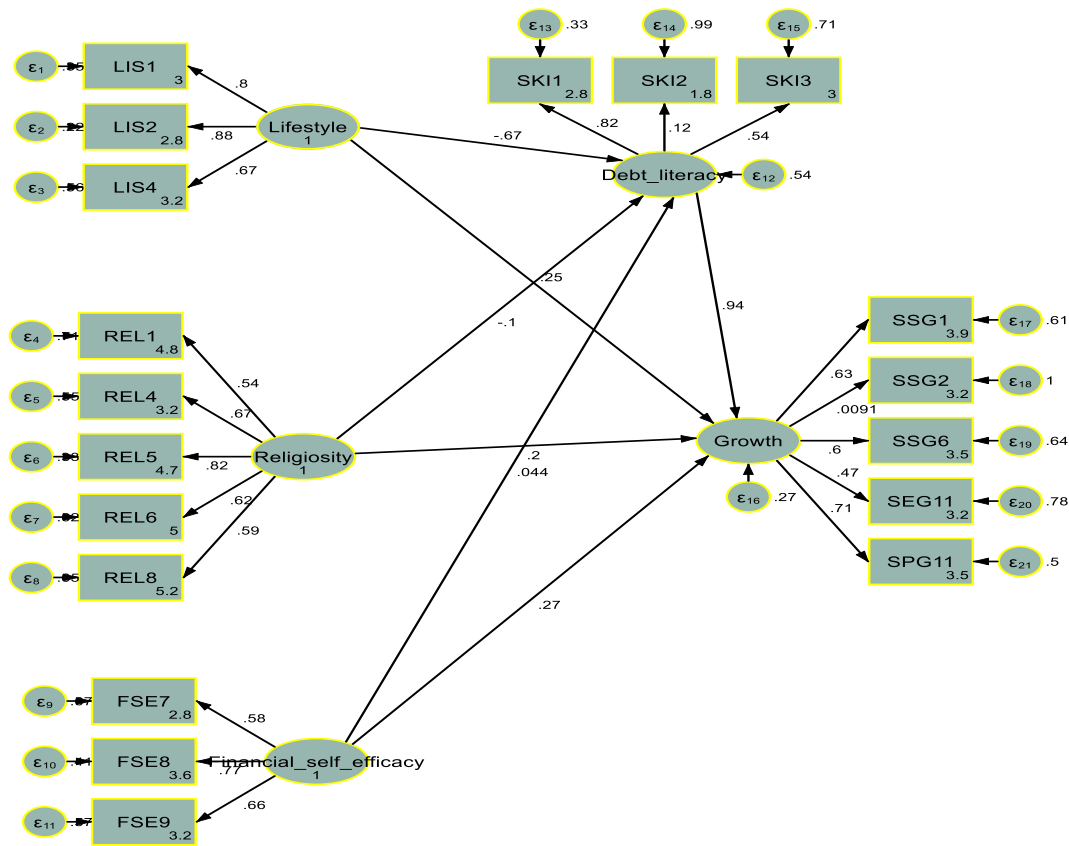 ε13 .33
ε14 .99
ε15 .71
SKI1 2.8
SKI2 1.8
SKI3 3
ε1
LIS1 3
.8
ε2
LIS2 2.8
.88
ε3
LIS4 3.2
.67
Lifestyle 1
-.67
.82
.12
.54
Debt_literacy
ε12 .54
.25
-.1
.94
ε4
REL1 4.8
.54
ε5
REL4 3.2
.67
ε6
REL5 4.7
.82
ε7
REL6 5
.62
ε8
REL8 5.2
.59
Religiosity 1
.2
.044
.27
Growth
ε16 .27
.63
.0091
.6
.47
.71
SSG1 3.9
ε17 .61
SSG2 3.2
ε18 1
SSG6 3.5
ε19 .64
SEG11 3.2
ε20 .78
SPG11 3.5
ε21 .5
ε9
FSE7 2.8
.58
ε10
FSE8 3.6
.77
ε11
FSE9 3.2
.66
Financial_self_efficacy 1